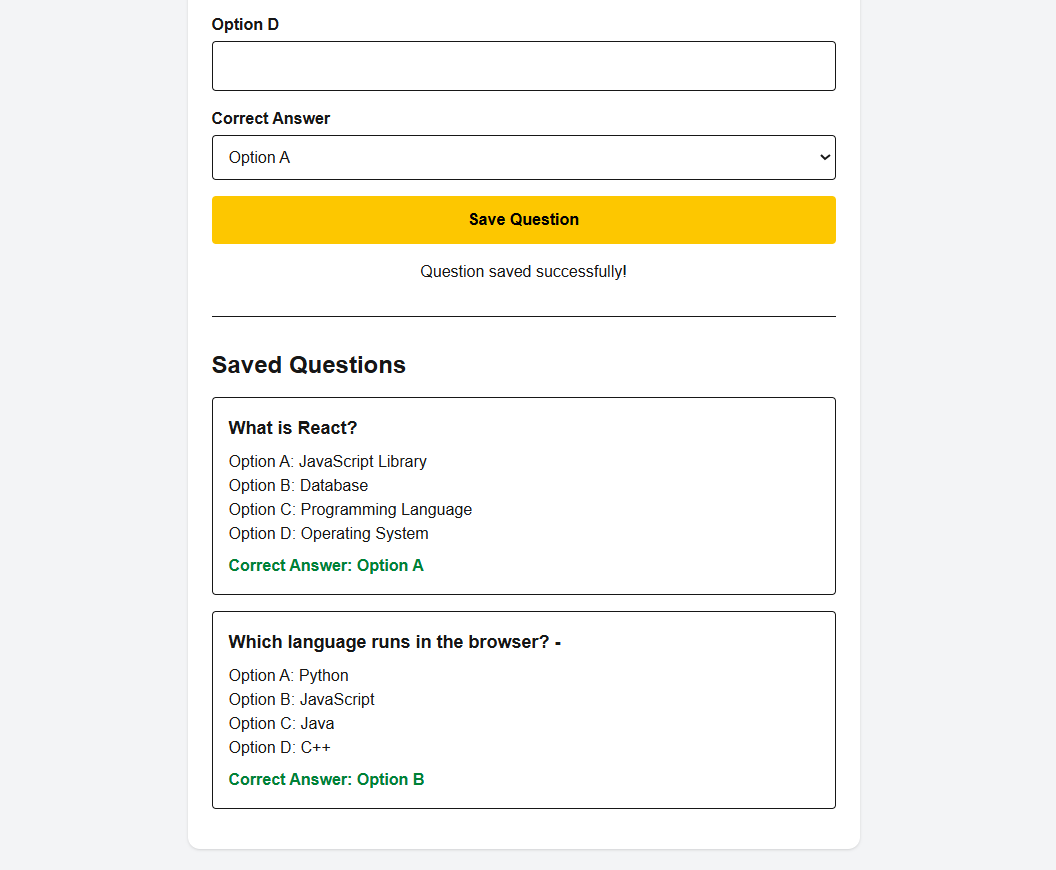 Option D
Correct Answer
Option A
Save Question
Question saved successfully!
Saved Questions
What is React?
Option A: JavaScript Library
Option B: Database
Option C: Programming Language
Option D: Operating System
Correct Answer: Option A
Which language runs in the browser? -
Option A: Python
Option B: JavaScript
Option C: Java
Option D: C++
Correct Answer: Option B